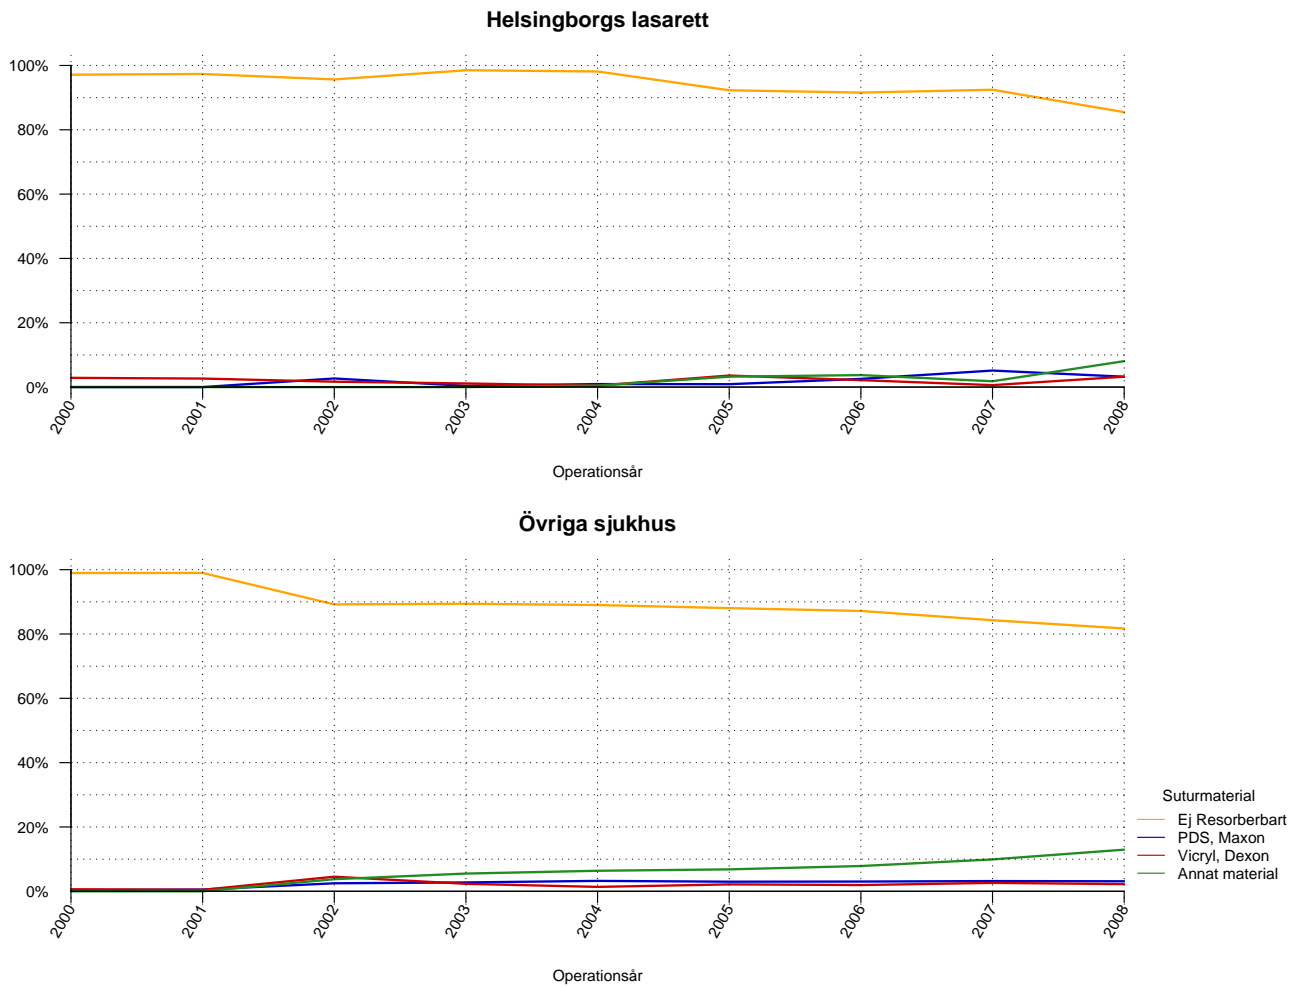 Helsingborgs lasarett
100%
80%
60%
40%
20%
0%
2000 2001 2002 2003 2004 2005 2006 2007 2008
Operationsår
Övriga sjukhus
100%
80%
60%
40%
20%
0%
2000 2001 2002 2003 2004 2005 2006 2007 2008
Operationsår
Suturmaterial
Ej Resorberbart
PDS, Maxon
Vicryl, Dexon
Annat material